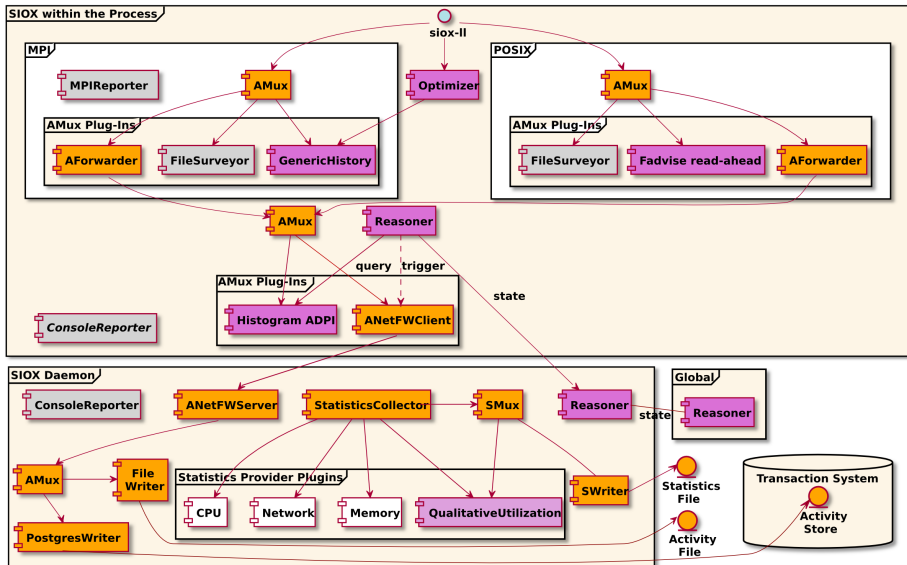 SIOX within the Process
siox-ll
MPI
POSIX
MPIReporter
AMux
Optimizer
AMux
AMux Plug-Ins
AForwarder
FileSurveyor
GenericHistory
AMux Plug-Ins
FileSurveyor
Fadvise read-ahead
AForwarder
AMux
Reasoner
query
trigger
state
AMux Plug-Ins
Histogram ADPI
ANetFWClient
ConsoleReporter
SIOX Daemon
ConsoleReporter
ANetFWServer
StatisticsCollector
SMux
Reasoner
Global
state
Reasoner
AMux
File
Writer
Statistics Provider Plugins
CPU
Network
Memory
QualitativeUtilization
SWriter
Statistics
File
Transaction System
Activity
Store
PostgresWriter
Activity
File